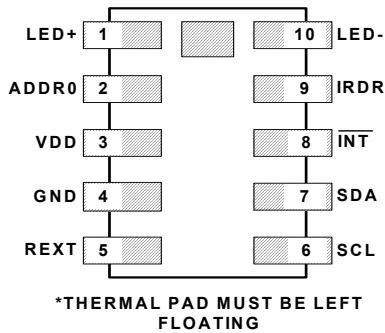 LED+ 1 10 LED-
ADDR0 2 9 IRDR
VDD 3 8 INT
GND 4 7 SDA
REXT 5 6 SCL
*THERMAL PAD MUST BE LEFT
FLOATING